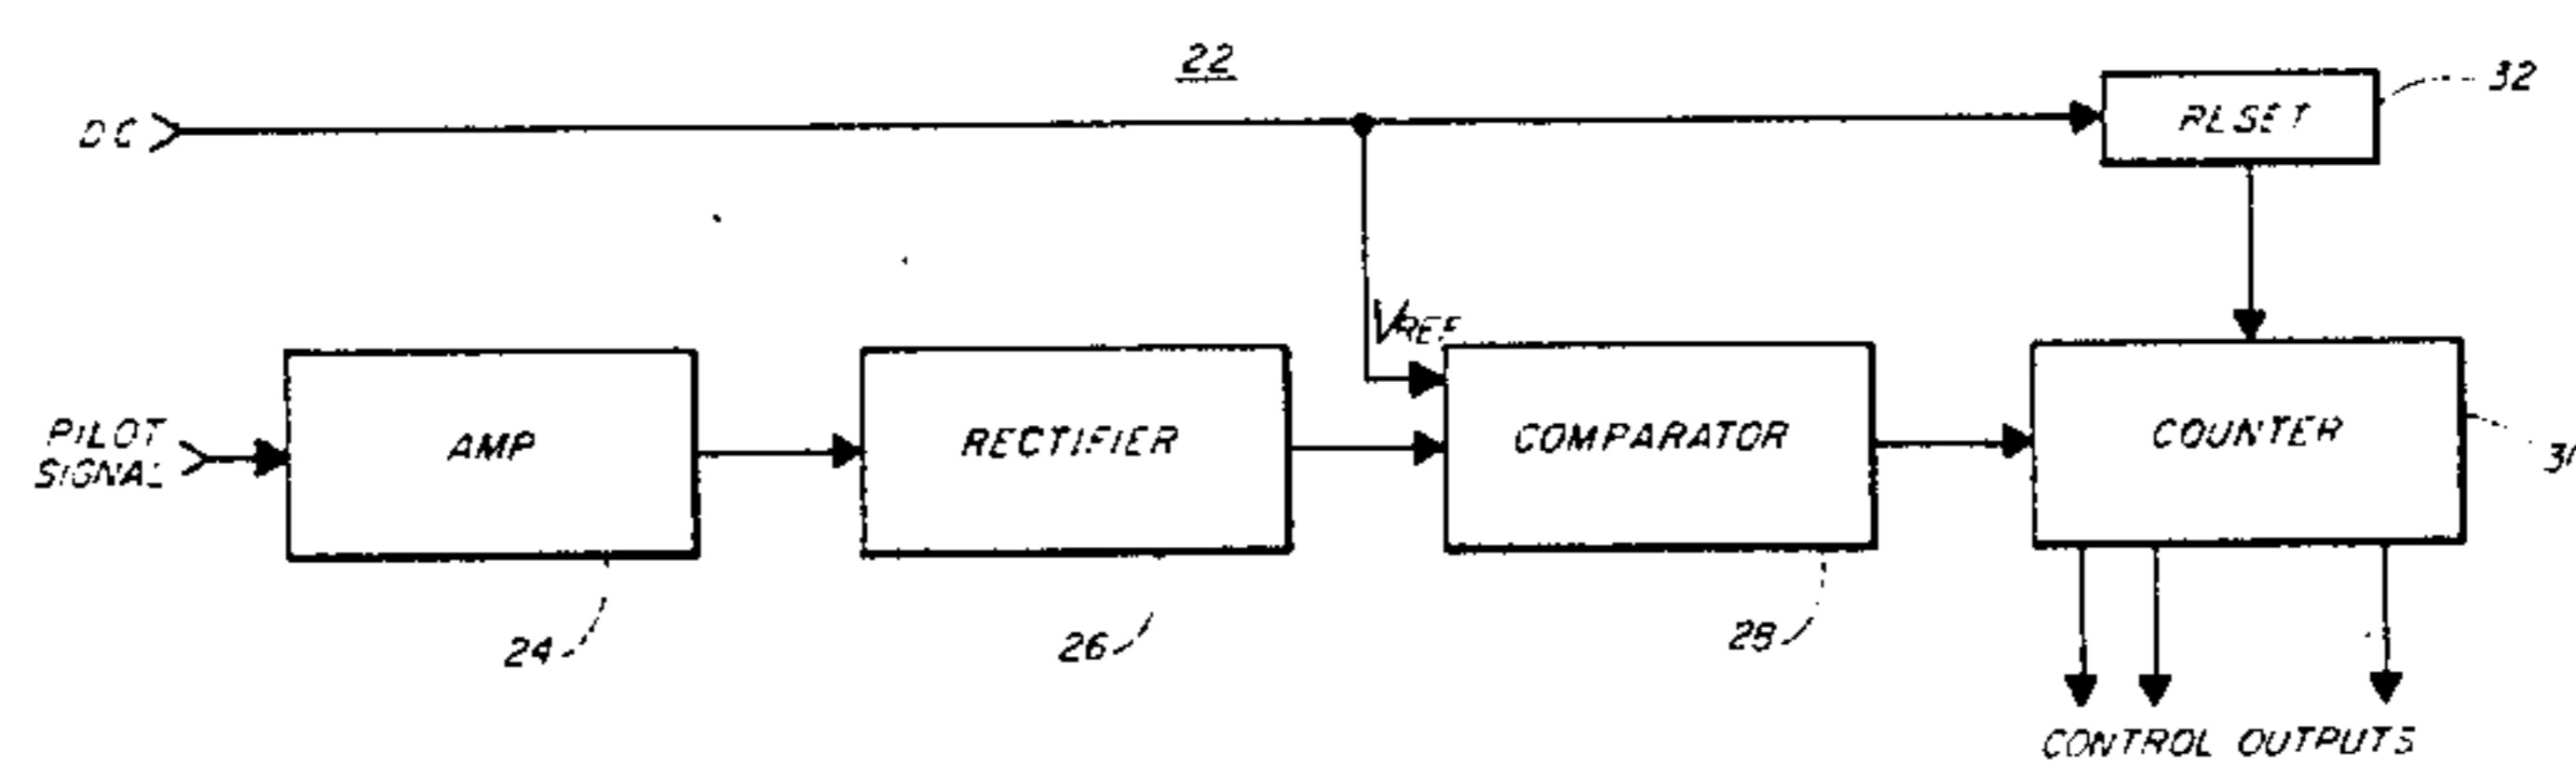 22
32
DC
RESET
VREF
PILOT
SIGNAL
AMP
RECTIFIER
COMPARATOR
COUNTER
24
26
28
CONTROL OUTPUTS